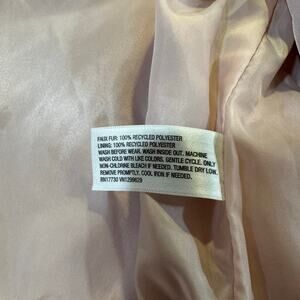 FAUX FUR: 100% RECYCLED POLYESTER
LINING: 100% RECYCLED POLYESTER
WASH BEFORE WEAR. WASH INSIDE OUT. MACHINE
WASH COLD WITH LIKE COLORS. GENTLE CYCLE. ONLY
NON-CHLORINE BLEACH IF NEEDED. TUMBLE DRY LOW.
REMOVE PROMPTLY. COOL IRON IF NEEDED.
RN17730 VN1299629